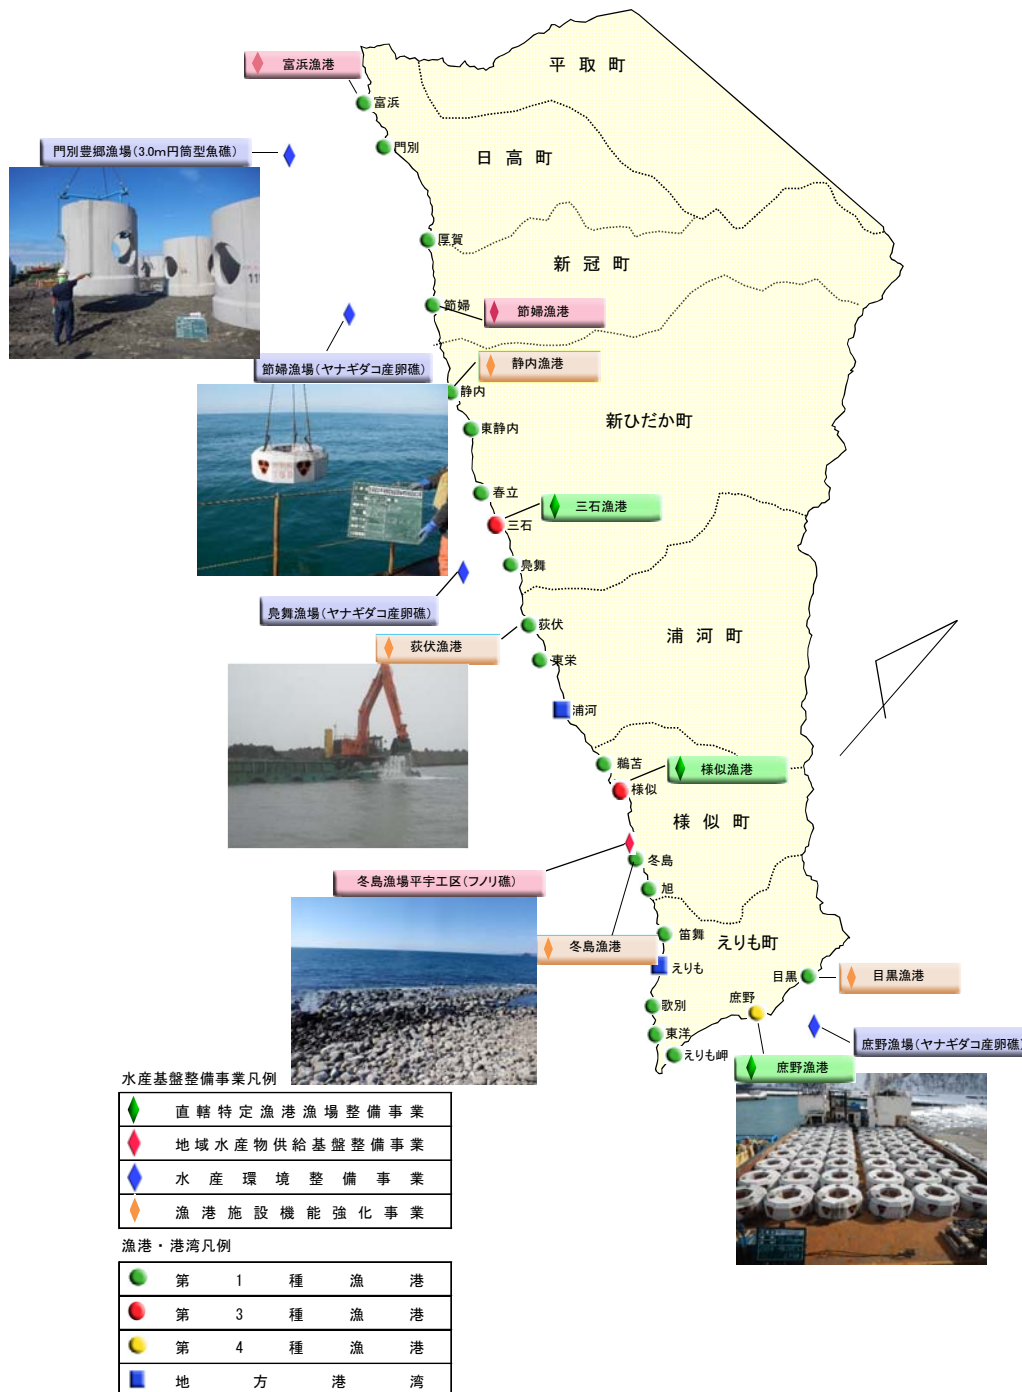 平取町
富浜漁港
富浜
門別豊郷漁場(3.0m円筒型魚礁)
門別
日高町
厚賀
新冠町
節婦
節婦漁港
節婦漁場(ヤナギダコ産卵礁)
静内漁港
静内
新ひだか町
東静内
春立
三石漁港
三石
鳧舞
鳧舞漁場(ヤナギダコ産卵礁)
荻伏
浦河町
荻伏漁港
東栄
浦河
鵜苫
様似漁港
様似
様似町
冬島
冬島漁場平宇工区(フノリ礁)
旭
笛舞
えりも町
冬島漁港
えりも
目黒
目黒漁港
庶野
歌別
東洋
庶野漁場(ヤナギダコ産卵礁)
えりも岬
庶野漁港
水産基盤整備事業凡例
直轄特定漁港漁場整備事業
地域水産物供給基盤整備事業
水産環境整備事業
漁港施設機能強化事業
漁港・港湾凡例
第1種漁港
第3種漁港
第4種漁港
地方港湾